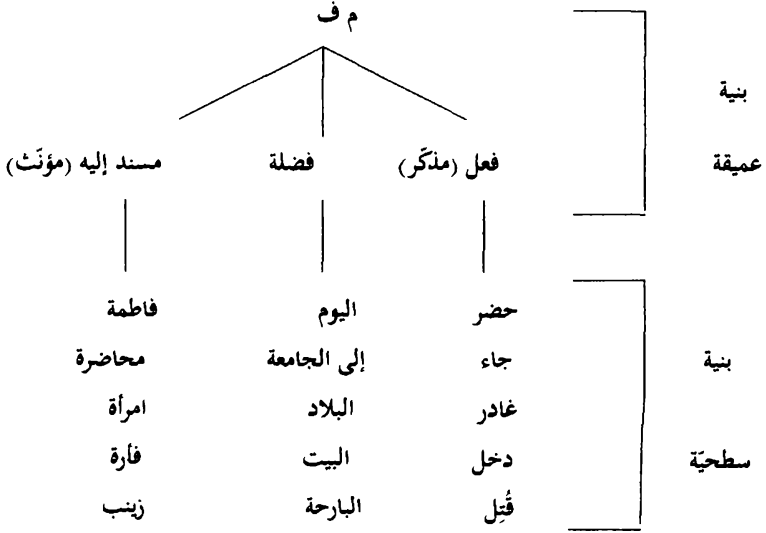 م ف
بنية
عميقة
فعل (مذكّر) فضلة مسند إليه (مؤنّث)
بنية
سطحيّة
حضر اليوم فاطمة
جاء إلى الجامعة محاضرة
غادر البلاد امرأة
دخل البيت فأرة
قُتِل البارحة زينب